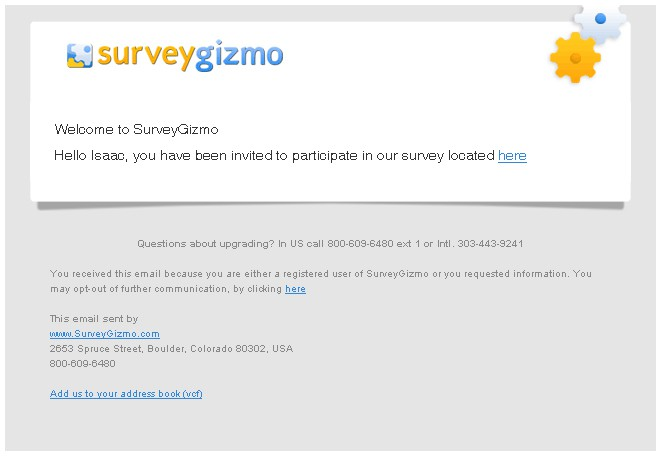 surveygizmo
Welcome to SurveyGizmo
Hello Isaac, you have been invited to participate in our survey located here
Questions about upgrading? In US call 800-609-6480 ext 1 or Intl. 303-443-9241
You received this email because you are either a registered user of SurveyGizmo or you requested information. You
may opt-out of further communication, by clicking here
This email sent by
www.SurveyGizmo.com
2653 Spruce Street, Boulder, Colorado 80302, USA
800-609-6480
Add us to your address book (vcf)